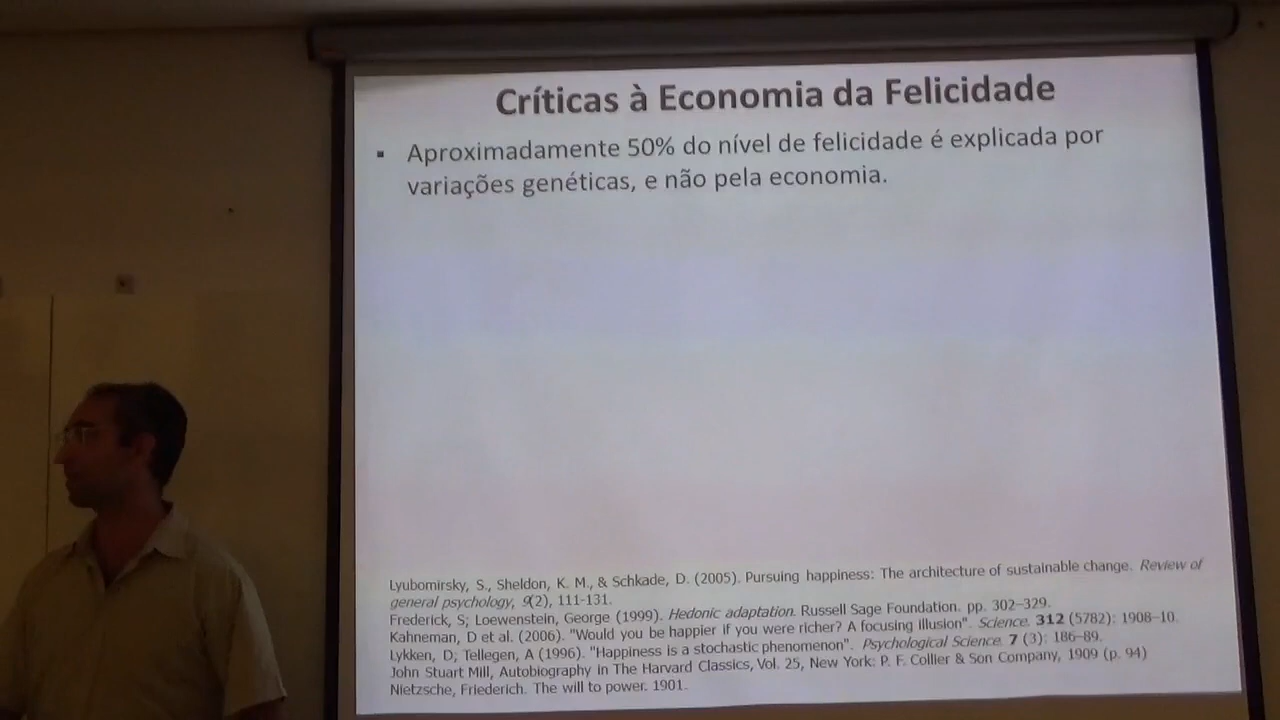 Críticas à Economia da Felicidade
▪ Aproximadamente 50% do nível de felicidade é explicada por
variações genéticas, e não pela economia.
Lyubomirsky, S., Sheldon, K. M., & Schkade, D. (2005). Pursuing happiness: The architecture of sustainable change. Review of
general psychology, 9(2), 111-131.
Frederick, S; Loewenstein, George (1999). Hedonic adaptation. Russell Sage Foundation. pp. 302–329.
Kahneman, D et al. (2006). "Would you be happier if you were richer? A focusing illusion". Science. 312 (5782): 1908–10.
Lykken, D; Tellegen, A (1996). "Happiness is a stochastic phenomenon". Psychological Science. 7 (3): 186–89.
John Stuart Mill, Autobiography in The Harvard Classics, Vol. 25, New York: P. F. Collier & Son Company, 1909 (p. 94)
Nietzsche, Friederich. The will to power. 1901.